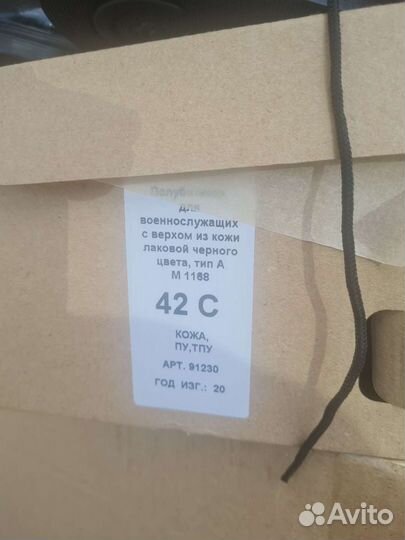 для
военнослужащих
с верхом из кожи
лаковой черного
цвета, тип А
М 1168
42 С
КОЖА,
ПУ,ТПУ
АРТ. 91230
ГОД ИЗГ.: 20
Avito